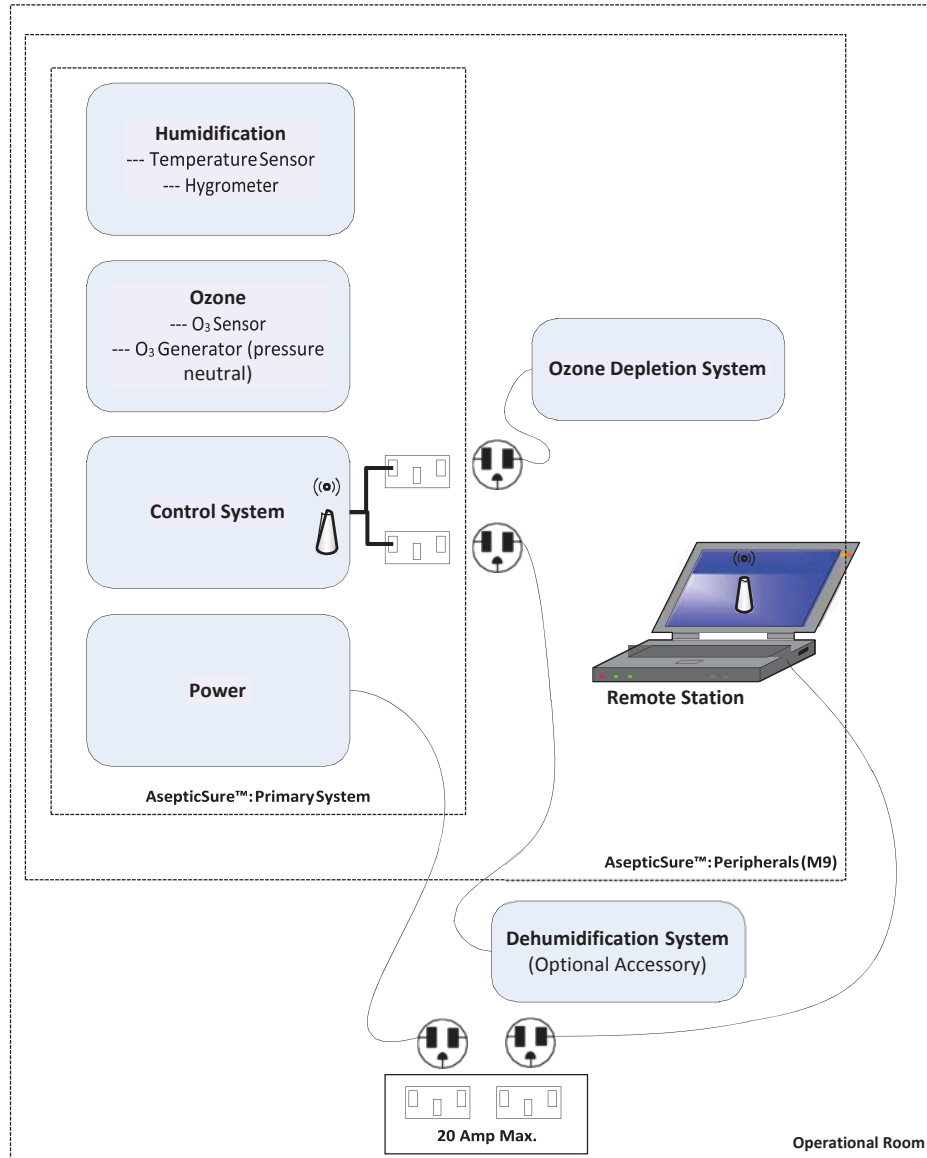 Humidification
--- Temperature Sensor
--- Hygrometer
Ozone
--- O₃ Sensor
--- O₃ Generator (pressure
neutral)
Ozone Depletion System
Control System
Power
Remote Station
AsepticSure™: Primary System
AsepticSure™: Peripherals (M9)
Dehumidification System
(Optional Accessory)
20 Amp Max.
Operational Room